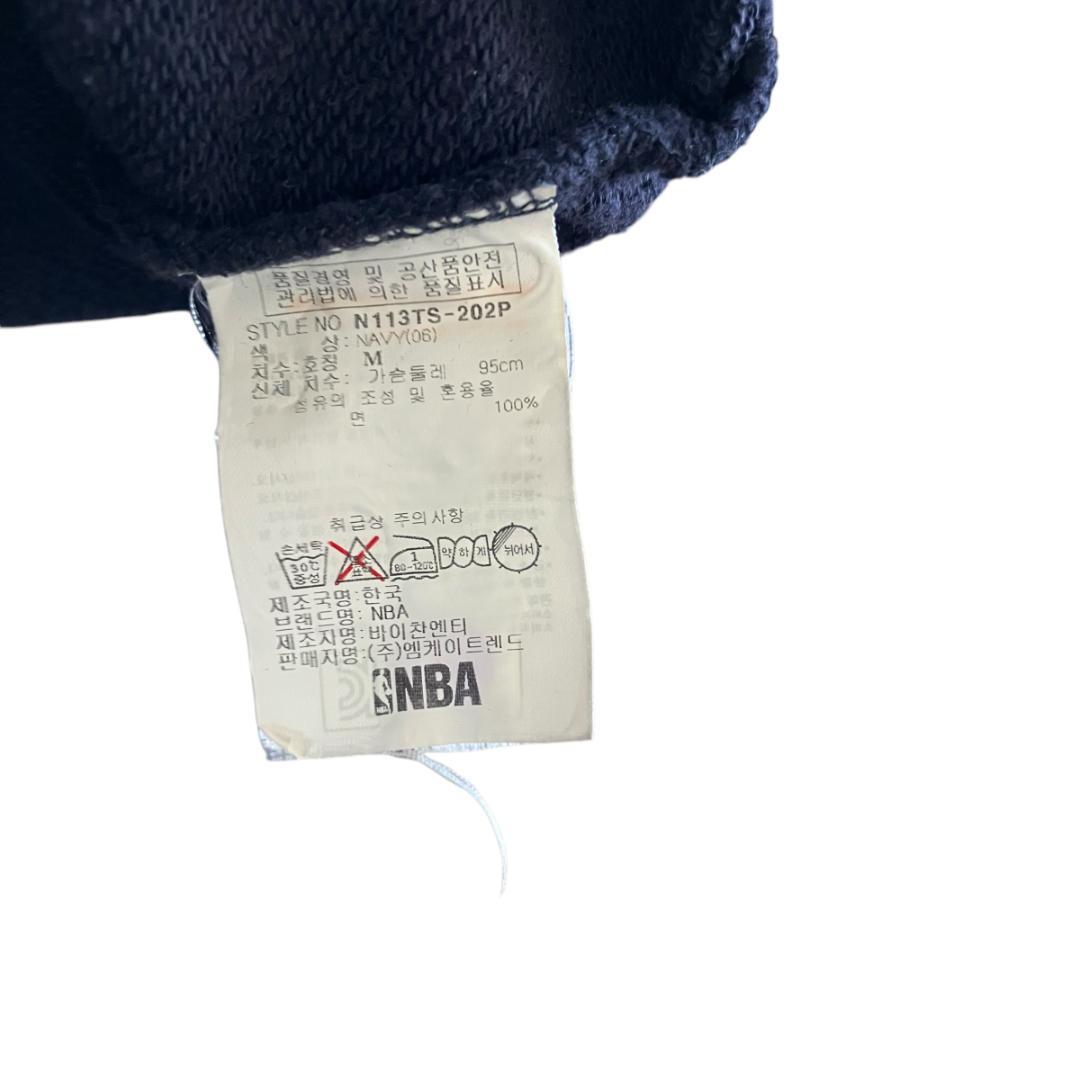 품질경영 및 공산품안전
관리법에 의한 품질표시
STYLE NO N113TS-202P
색 상: NAVY(06)
치수:호칭 M
신체 치수: 가슴둘레 95cm
섬유의 조성 및 혼용율
면 100%
취급상 주의사항
손세탁 30℃ 중성
염소 표백
1 80-120℃
약하게
뉘어서
제조국명:한국
브랜드명: NBA
제조자명:바이찬엔티
판매자명:(주)엠케이트렌드
NBA